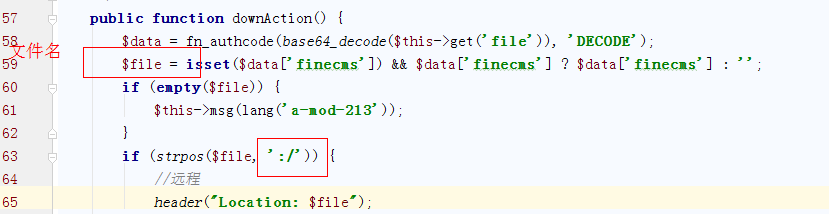 57 public function downAction() {
58 $data = fn_authcode(base64_decode($this->get('file')), 'DECODE');
文件名
59 $file = isset($data['finecms']) && $data['finecms'] ? $data['finecms'] : '';
60 if (empty($file)) {
61 $this->msg(lang('a-mod-213'));
62 }
63 if (strpos($file, ':/')) {
64 //远程
65 header("Location: $file");